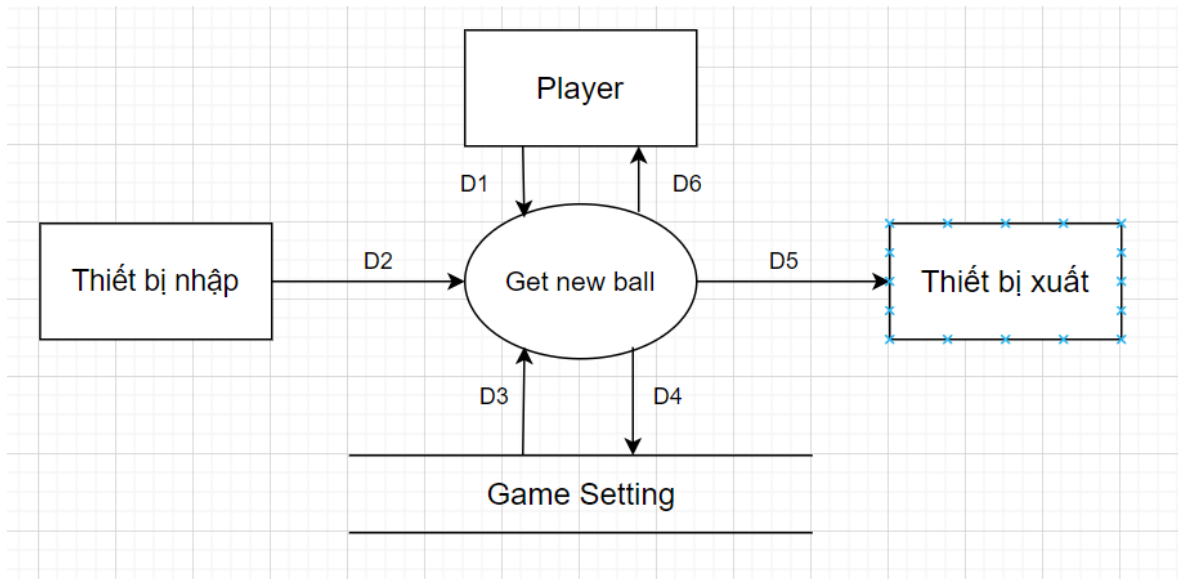 Player
D1
D6
Thiết bị nhập
D2
Get new ball
D5
Thiết bị xuất
D3
D4
Game Setting